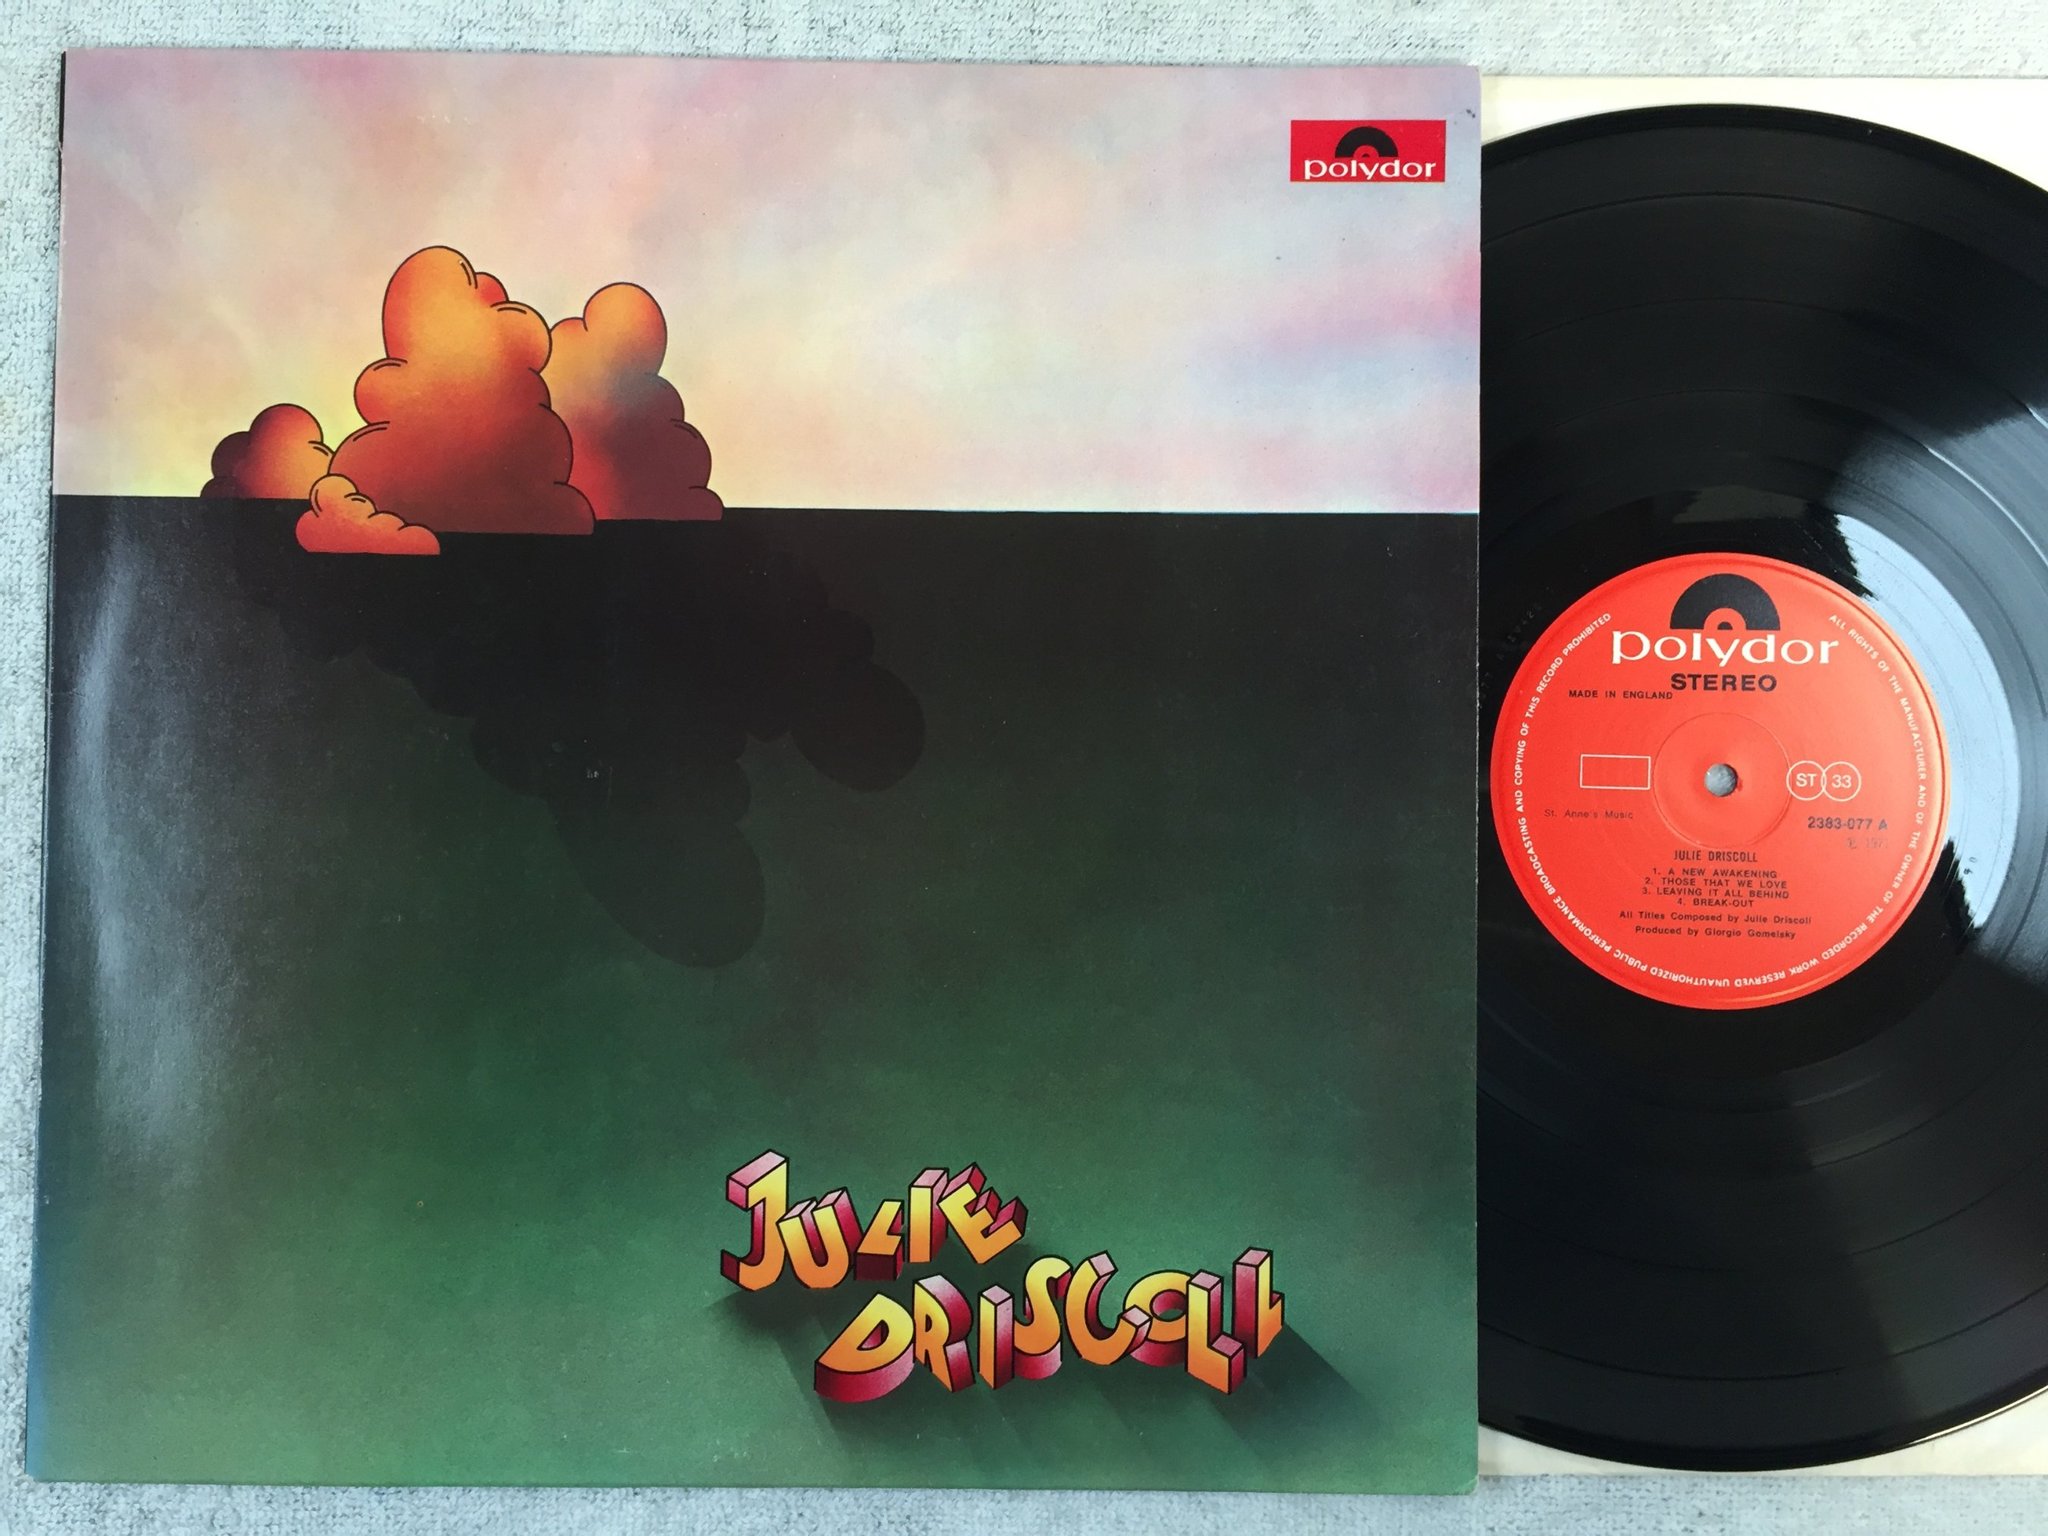 polydor
JULIE
DRISCOLL
polydor
STEREO
MADE IN ENGLAND
ST 33
St. Anne's Music
2383-077 A
JULIE DRISCOLL
1. A NEW AWAKENING
2. THOSE THAT WE LOVE
3. LEAVING IT ALL BEHIND
4. BREAK-OUT
All Titles Composed by Julie Driscoll
Produced by Giorgio Gomelsky
ALL RIGHTS OF THE MANUFACTURER AND OF THE OWNER OF THE RECORDED WORK RESERVED UNAUTHORIZED PUBLIC PERFORMANCE BROADCASTING AND COPYING OF THIS RECORD PROHIBITED